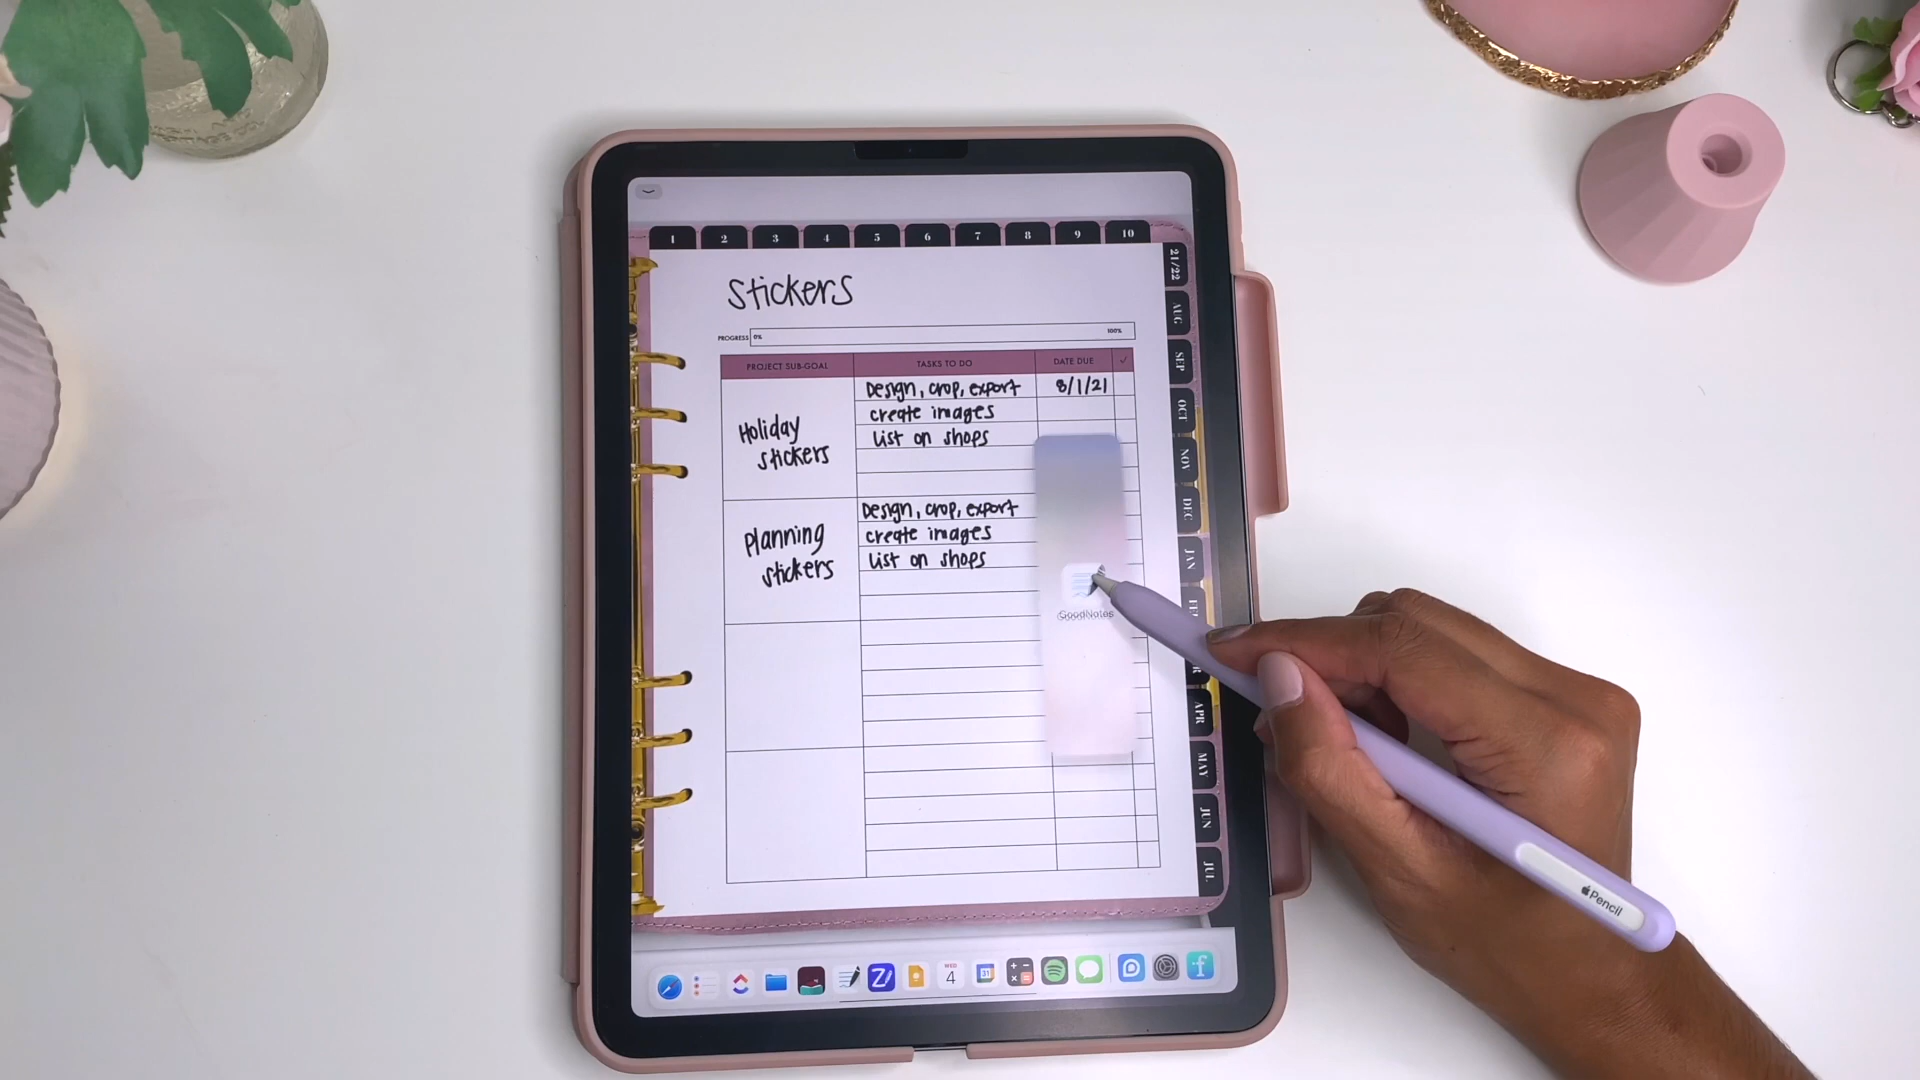 1 2 3 4 5 6 7 8 9 10
stickers
PROGRESS 0% 100%
PROJECT SUB-GOAL TASKS TO DO DATE DUE ✓
Holiday
stickers
Design, crop, export 8/1/21
create images
List on shops
Planning
stickers
Design, crop, export
create images
List on shops
GoodNotes
21/22
AUG
SEP
OCT
NOV
DEC
JAN
APR
MAY
JUN
JUL
WED
4
31
Pencil